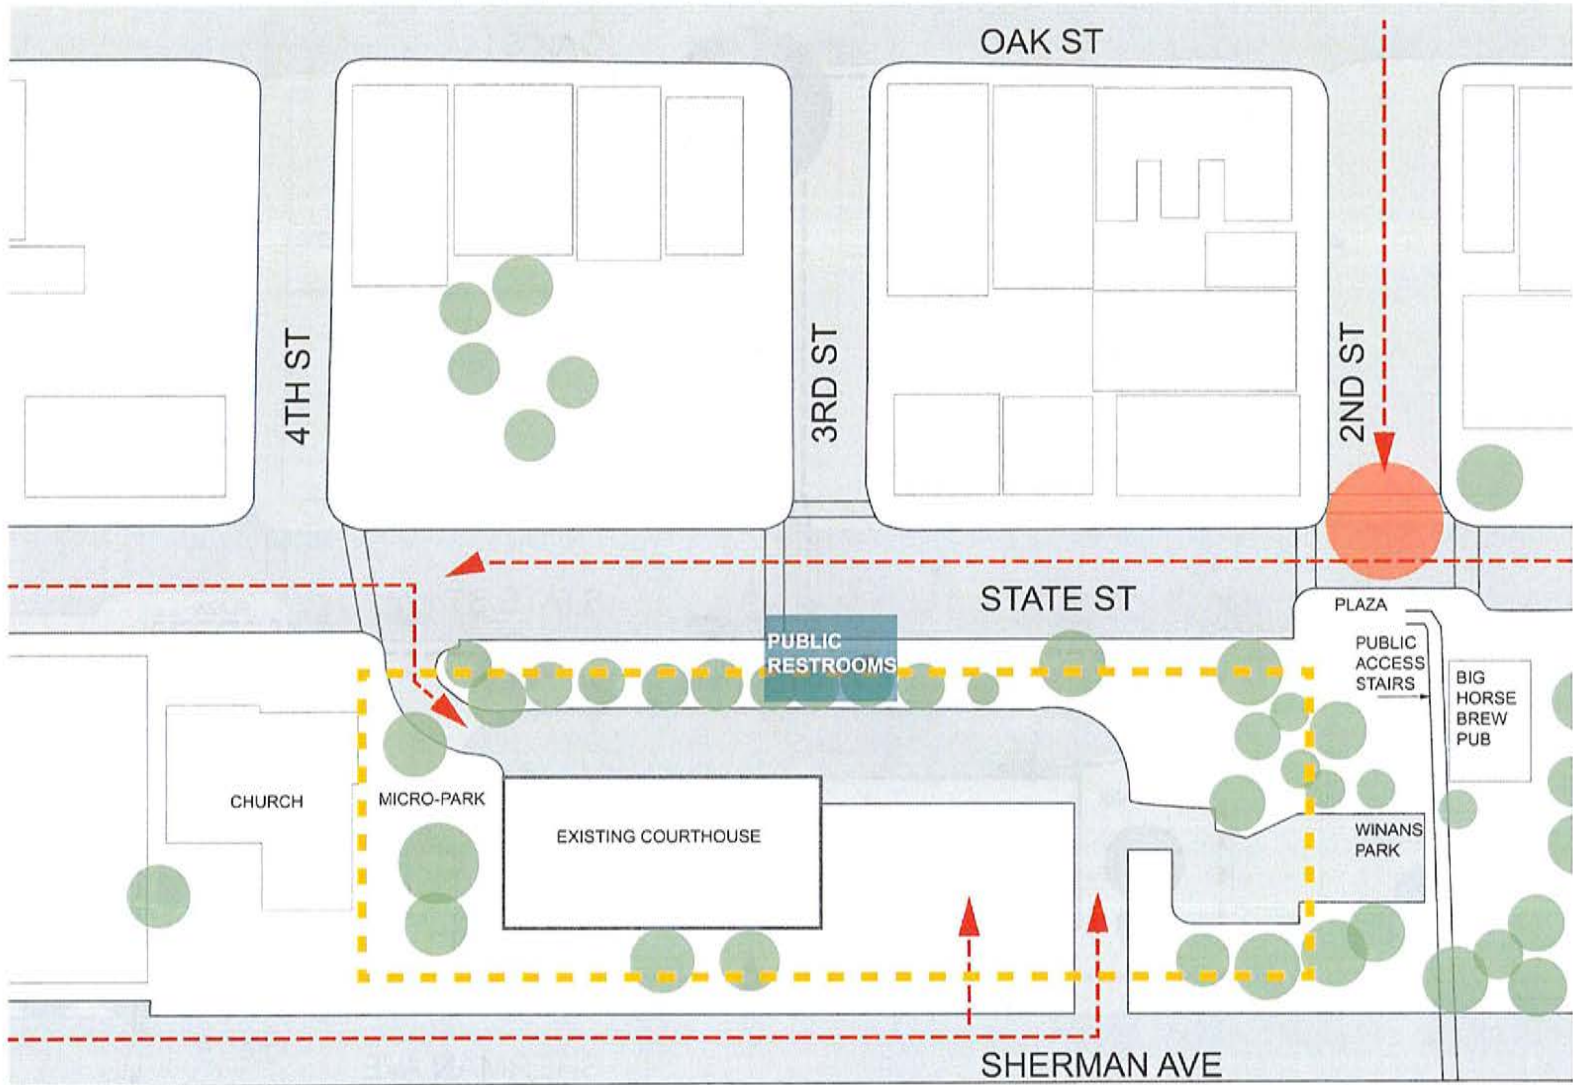 OAK ST
4TH ST
3RD ST
2ND ST
STATE ST
PLAZA
PUBLIC
RESTROOMS
PUBLIC
ACCESS
STAIRS
BIG
HORSE
BREW
PUB
CHURCH
MICRO-PARK
EXISTING COURTHOUSE
WINANS
PARK
SHERMAN AVE